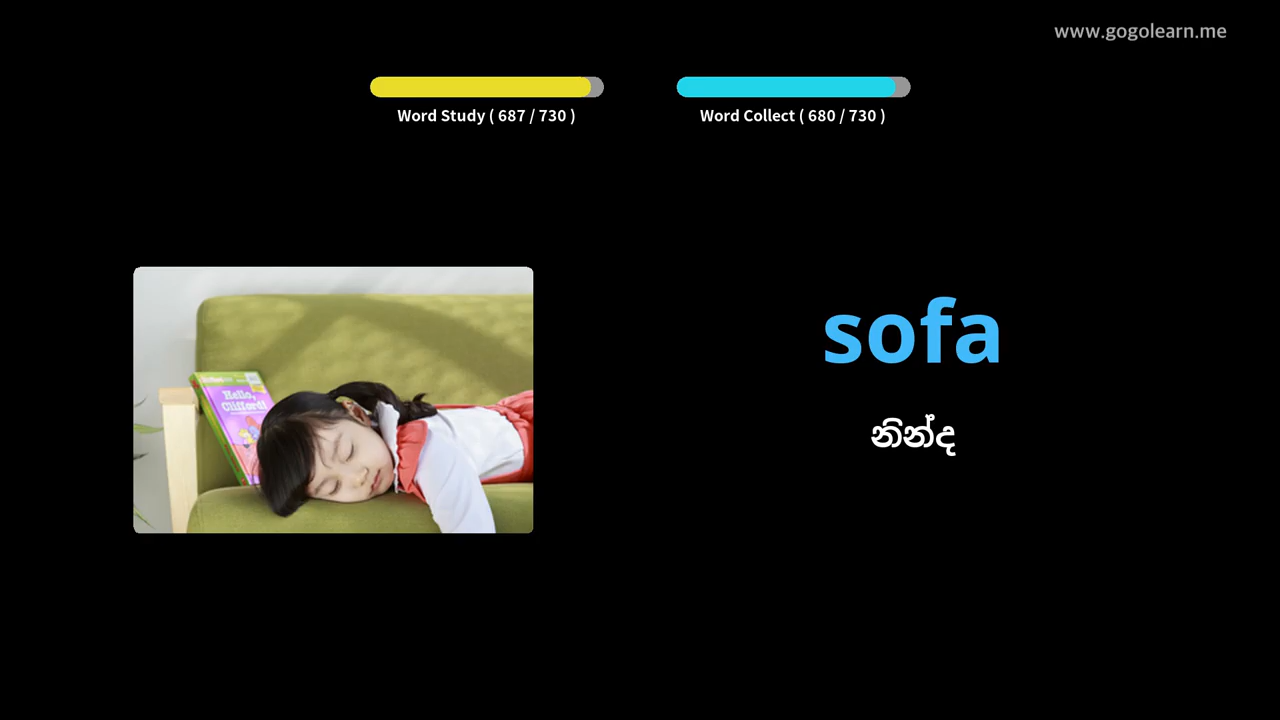 www.gogolearn.me
Word Study ( 687 / 730 )
Word Collect ( 680 / 730 )
sofa
නින්ද
Hello,
Clifford!